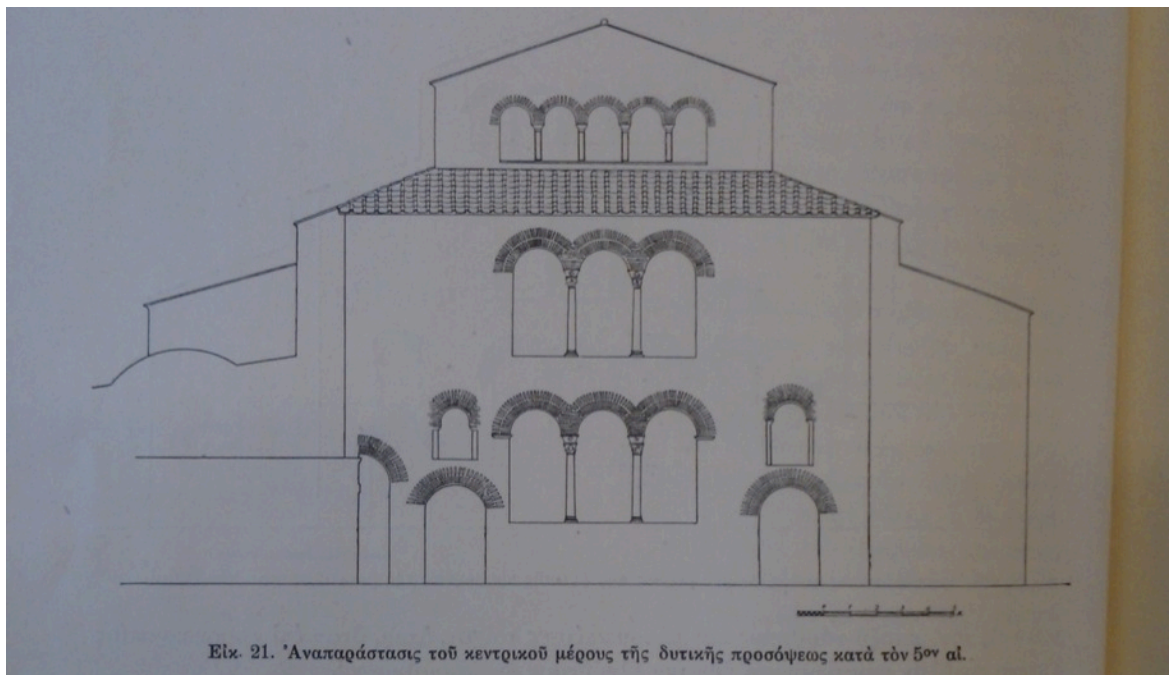 Εἰκ. 21. Ἀναπαράστασις τοῦ κεντρικοῦ μέρους τῆς δυτικῆς προσόψεως κατὰ τὸν 5ον αἰ.